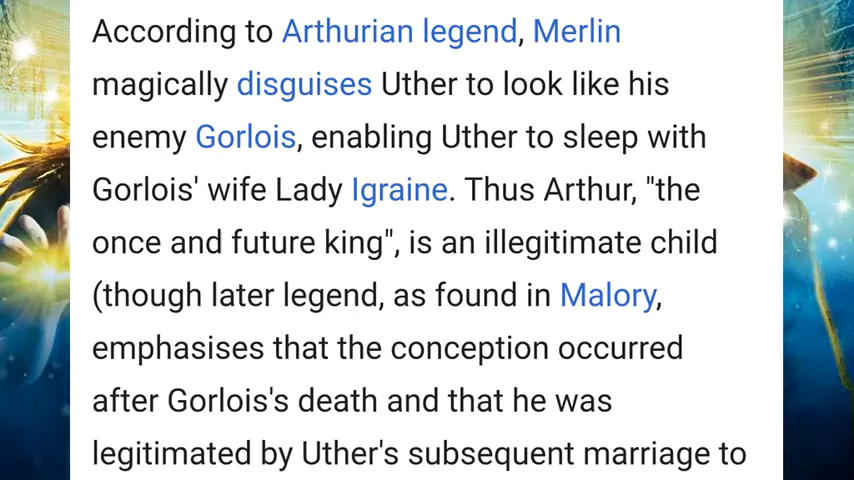 According to Arthurian legend, Merlin
magically disguises Uther to look like his
enemy Gorlois, enabling Uther to sleep with
Gorlois' wife Lady Igraine. Thus Arthur, "the
once and future king", is an illegitimate child
(though later legend, as found in Malory,
emphasises that the conception occurred
after Gorlois's death and that he was
legitimated by Uther's subsequent marriage to